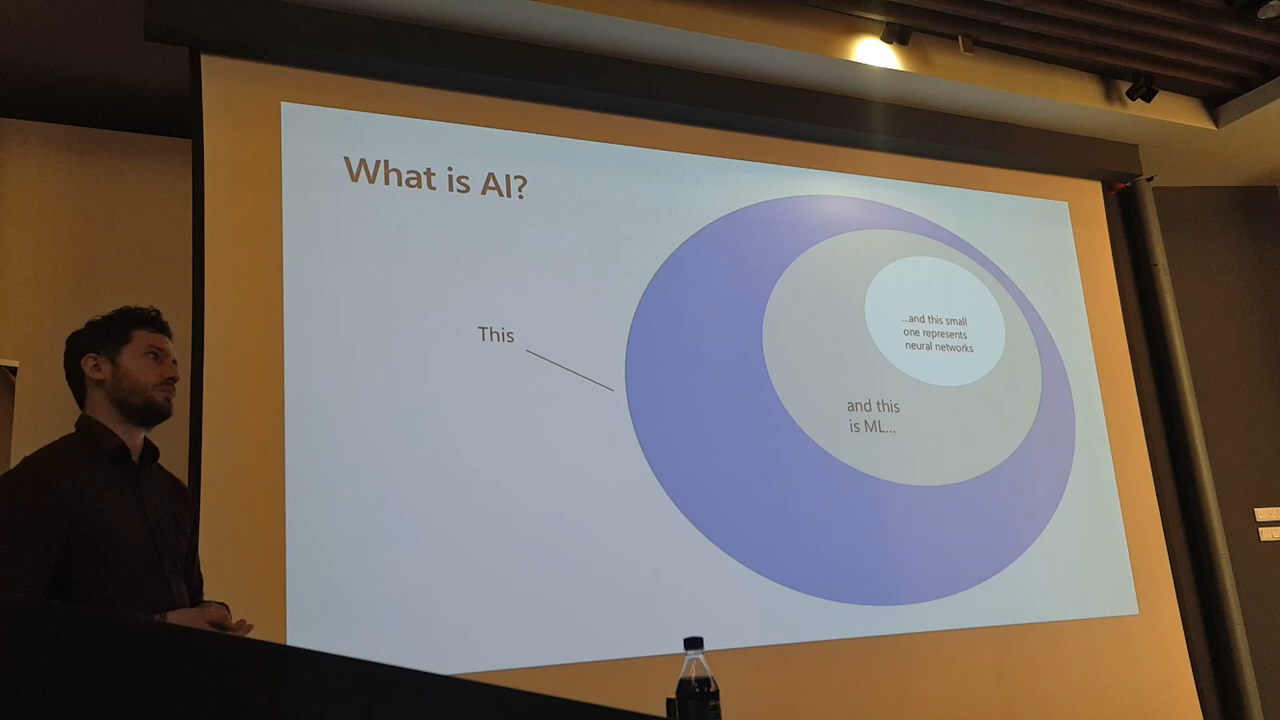 What is AI?
This
...and this small
one represents
neural networks
and this
is ML...